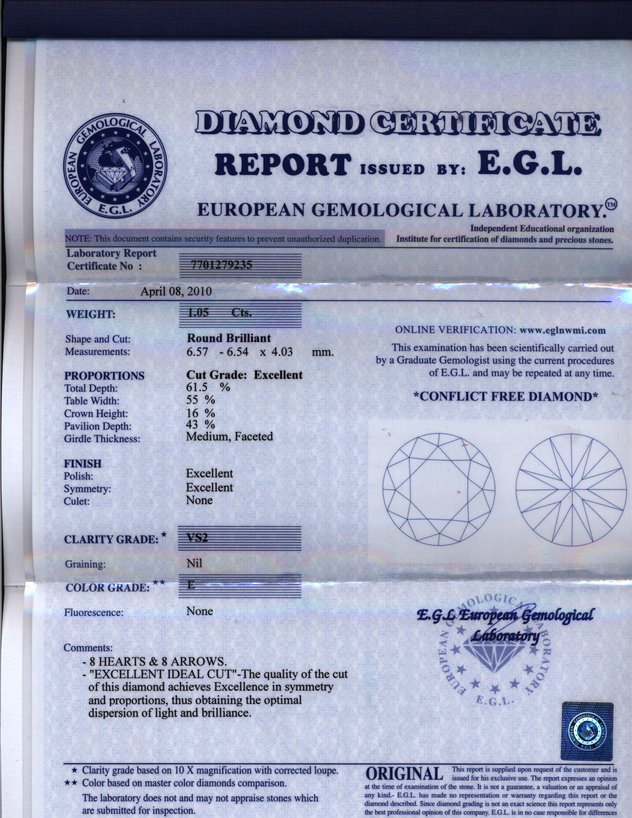 EUROPEAN GEMOLOGICAL LABORATORY
E.G.L.
DIAMOND CERTIFICATE
REPORT ISSUED BY: E.G.L.
EUROPEAN GEMOLOGICAL LABORATORY.™
Independent Educational organization
Institute for certification of diamonds and precious stones.
NOTE: This document contains security features to prevent unauthorized duplication.
Laboratory Report
Certificate No : 7701279235
Date: April 08, 2010
WEIGHT: 1.05 Cts.
Shape and Cut: Round Brilliant
Measurements: 6.57 - 6.54 x 4.03 mm.
PROPORTIONS Cut Grade: Excellent
Total Depth: 61.5 %
Table Width: 55 %
Crown Height: 16 %
Pavilion Depth: 43 %
Girdle Thickness: Medium, Faceted
FINISH
Polish: Excellent
Symmetry: Excellent
Culet: None
CLARITY GRADE:* VS2
Graining: Nil
COLOR GRADE:** E
Fluorescence: None
Comments:
- 8 HEARTS & 8 ARROWS.
- "EXCELLENT IDEAL CUT"-The quality of the cut
of this diamond achieves Excellence in symmetry
and proportions, thus obtaining the optimal
dispersion of light and brilliance.
★ Clarity grade based on 10 X magnification with corrected loupe.
★★ Color based on master color diamonds comparison.
The laboratory does not and may not appraise stones which
are submitted for inspection.
ONLINE VERIFICATION: www.eglnwmi.com
This examination has been scientifically carried out
by a Graduate Gemologist using the current procedures
of E.G.L. and may be repeated at any time.
*CONFLICT FREE DIAMOND*
E.G.L European Gemological
Laboratory
EUROPEAN GEMOLOGICAL LABORATORY
E.G.L.
ORIGINAL This report is supplied upon request of the customer and is
issued for his exclusive use. The report expresses an opinion
at the time of examination of the stone. It is not a guarantee, a valuation or an appraisal of
any kind.- E.G.L. has made no representation or warranty regarding this report or the
diamond described. Since diamond grading is not an exact science this report represents only
the best professional opinion of this company. E.G.L. is in no case responsible for differences